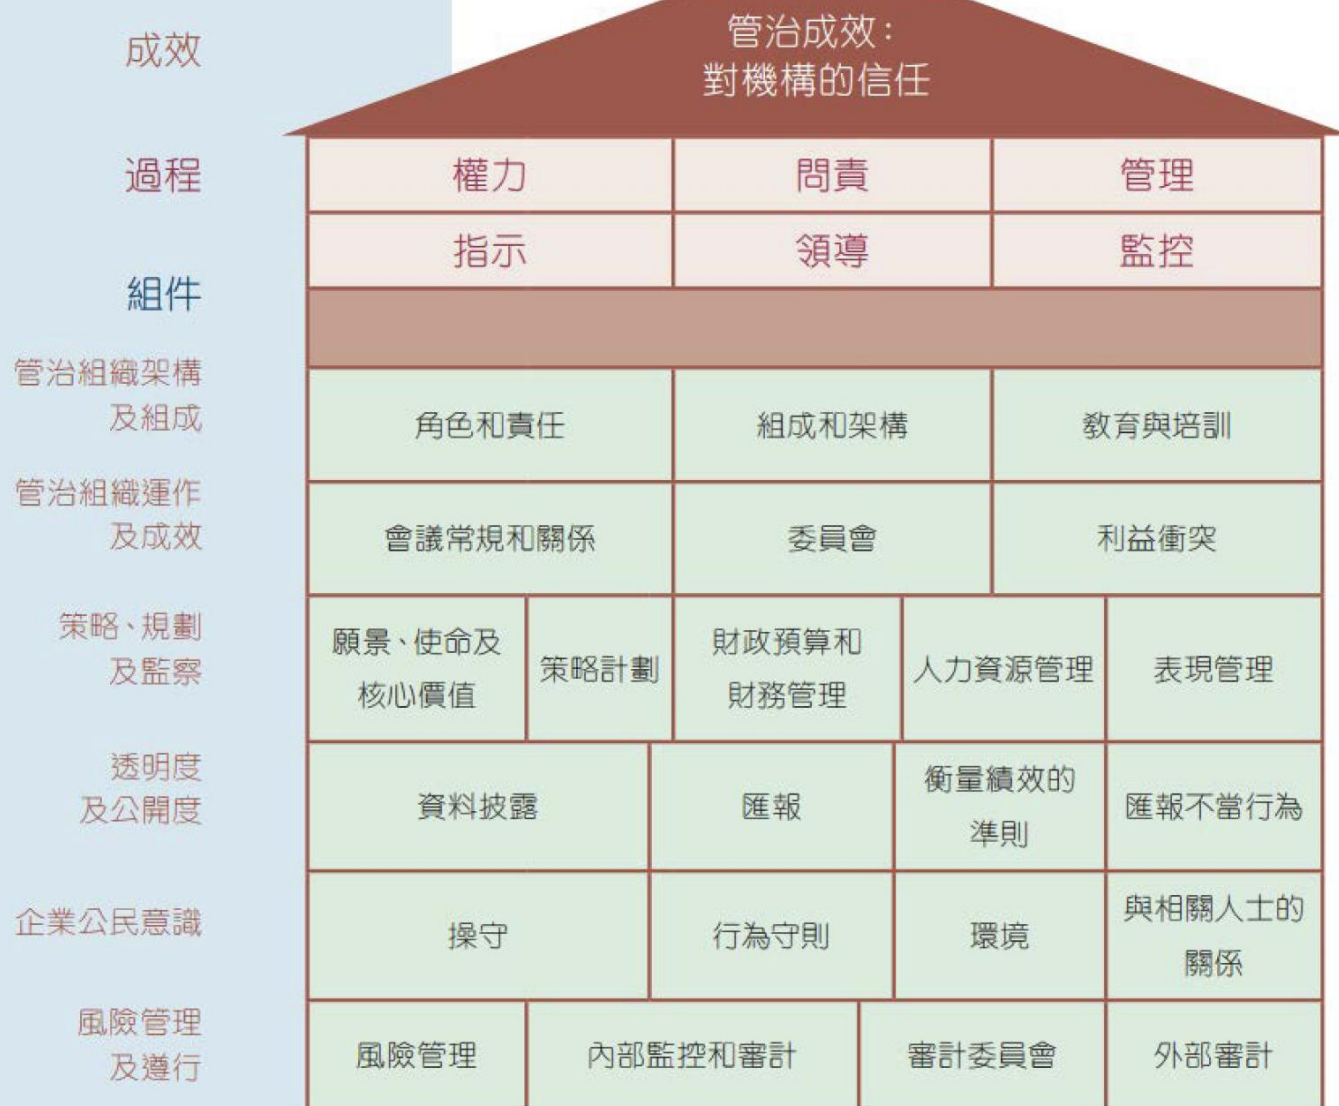 成效
管治成效：
對機構的信任
過程
權力
問責
管理
指示
領導
監控
組件
管治組織架構
及組成
角色和責任
組成和架構
教育與培訓
管治組織運作
及成效
會議常規和關係
委員會
利益衝突
策略、規劃
及監察
願景、使命及
核心價值
策略計劃
財政預算和
財務管理
人力資源管理
表現管理
透明度
及公開度
資料披露
匯報
衡量績效的
準則
匯報不當行為
企業公民意識
操守
行為守則
環境
與相關人士的
關係
風險管理
及遵行
風險管理
內部監控和審計
審計委員會
外部審計